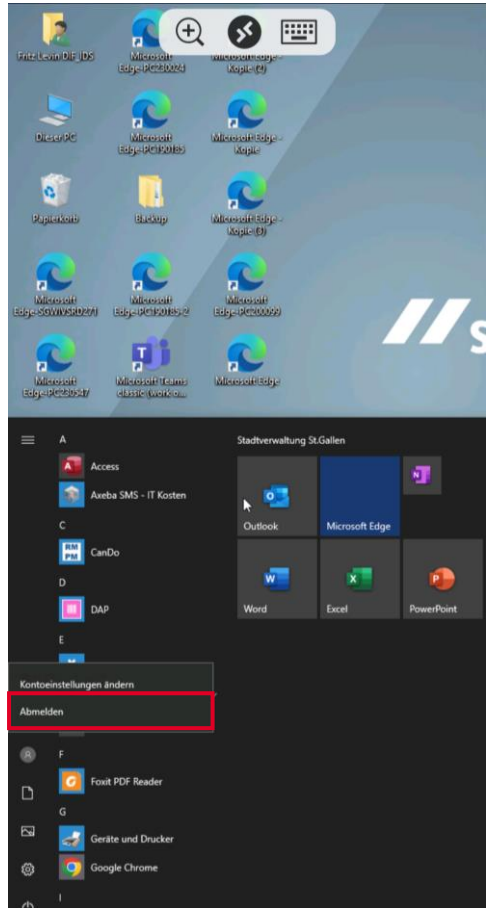 Fritz Levin DIF_IDS
Microsoft
Edge-PC230024
Microsoft Edge -
Kopie (2)
Dieser PC
Microsoft
Edge-PC190185
Microsoft Edge -
Kopie
Papierkorb
Backup
Microsoft Edge -
Kopie (3)
Microsoft
Edge-SGWIVSRD271
Microsoft
Edge-PC190185-2
Microsoft
Edge-PC200099
Microsoft
Microsoft Teams
classic (work o...
Microsoft Edge
S
A
Access
Axeba SMS - IT Kosten
C
RM
PM
CanDo
D
DAP
E
Kontoeinstellungen ändern
Abmelden
F
Foxit PDF Reader
G
Geräte und Drucker
Google Chrome
I
Stadtverwaltung St.Gallen
Outlook
Microsoft Edge
Word
Excel
PowerPoint